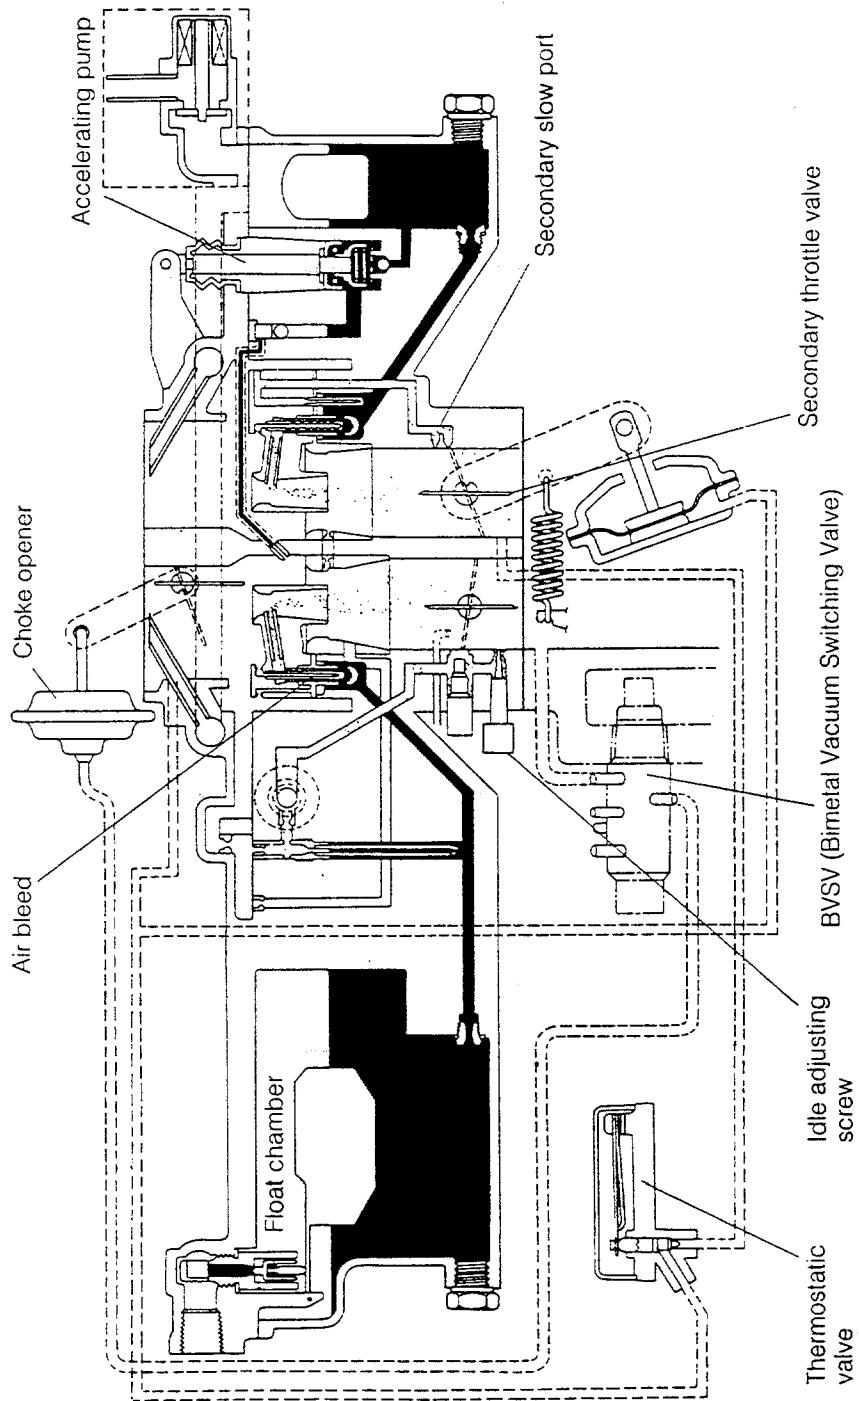 Accelerating pump
Choke opener
Air bleed
Float chamber
Secondary slow port
Secondary throttle valve
BVSV (Bimetal Vacuum Switching Valve)
Idle adjusting
screw
Thermostatic
valve